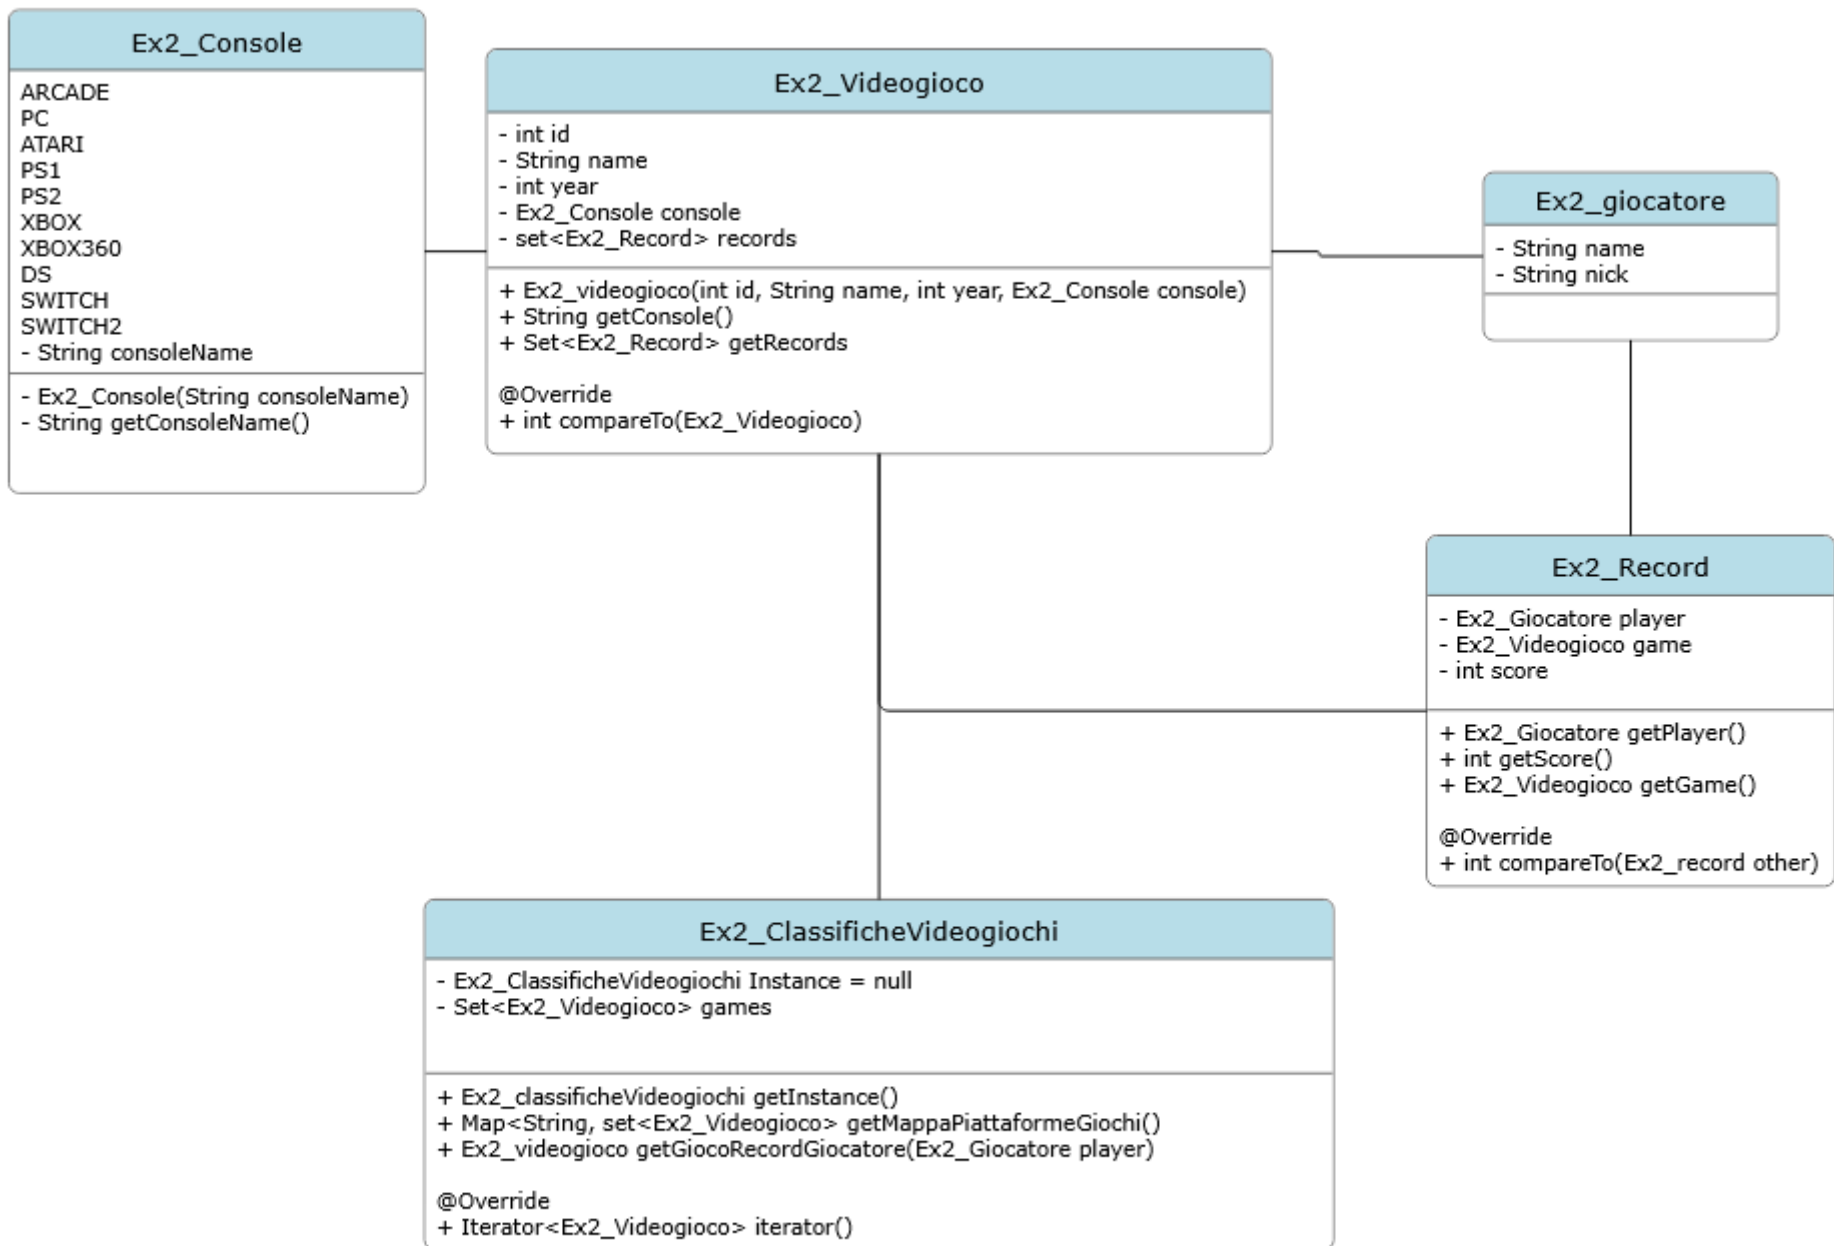 Ex2_Console
ARCADE
PC
ATARI
PS1
PS2
XBOX
XBOX360
DS
SWITCH
SWITCH2
- String consoleName
- Ex2_Console(String consoleName)
- String getConsoleName()
Ex2_Videogioco
- int id
- String name
- int year
- Ex2_Console console
- set<Ex2_Record> records
+ Ex2_videogioco(int id, String name, int year, Ex2_Console console)
+ String getConsole()
+ Set<Ex2_Record> getRecords
@Override
+ int compareTo(Ex2_Videogioco)
Ex2_giocatore
- String name
- String nick
Ex2_Record
- Ex2_Giocatore player
- Ex2_Videogioco game
- int score
+ Ex2_Giocatore getPlayer()
+ int getScore()
+ Ex2_Videogioco getGame()
@Override
+ int compareTo(Ex2_record other)
Ex2_ClassificheVideogiochi
- Ex2_ClassificheVideogiochi Instance = null
- Set<Ex2_Videogioco> games
+ Ex2_classificheVideogiochi getInstance()
+ Map<String, set<Ex2_Videogioco> getMappaPiattaformeGiochi()
+ Ex2_videogioco getGiocoRecordGiocatore(Ex2_Giocatore player)
@Override
+ Iterator<Ex2_Videogioco> iterator()